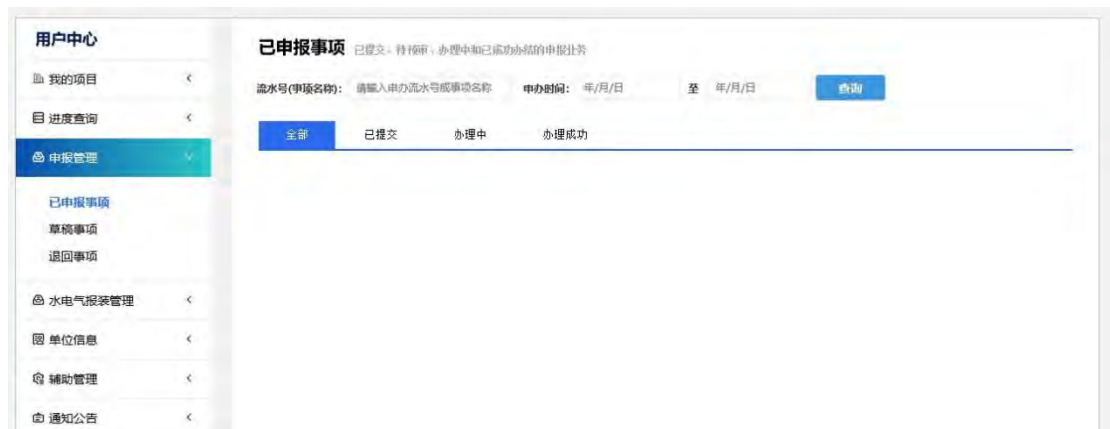 用户中心
我的项目
进度查询
申报管理
已申报事项
草稿事项
退回事项
水电气报装管理
单位信息
辅助管理
通知公告
已申报事项 已提交、待预审、办理中和已成功办结的申报业务
流水号(事项名称): 请输入申办流水号或事项名称 申办时间: 年/月/日 至 年/月/日 查询
全部 已提交 办理中 办理成功